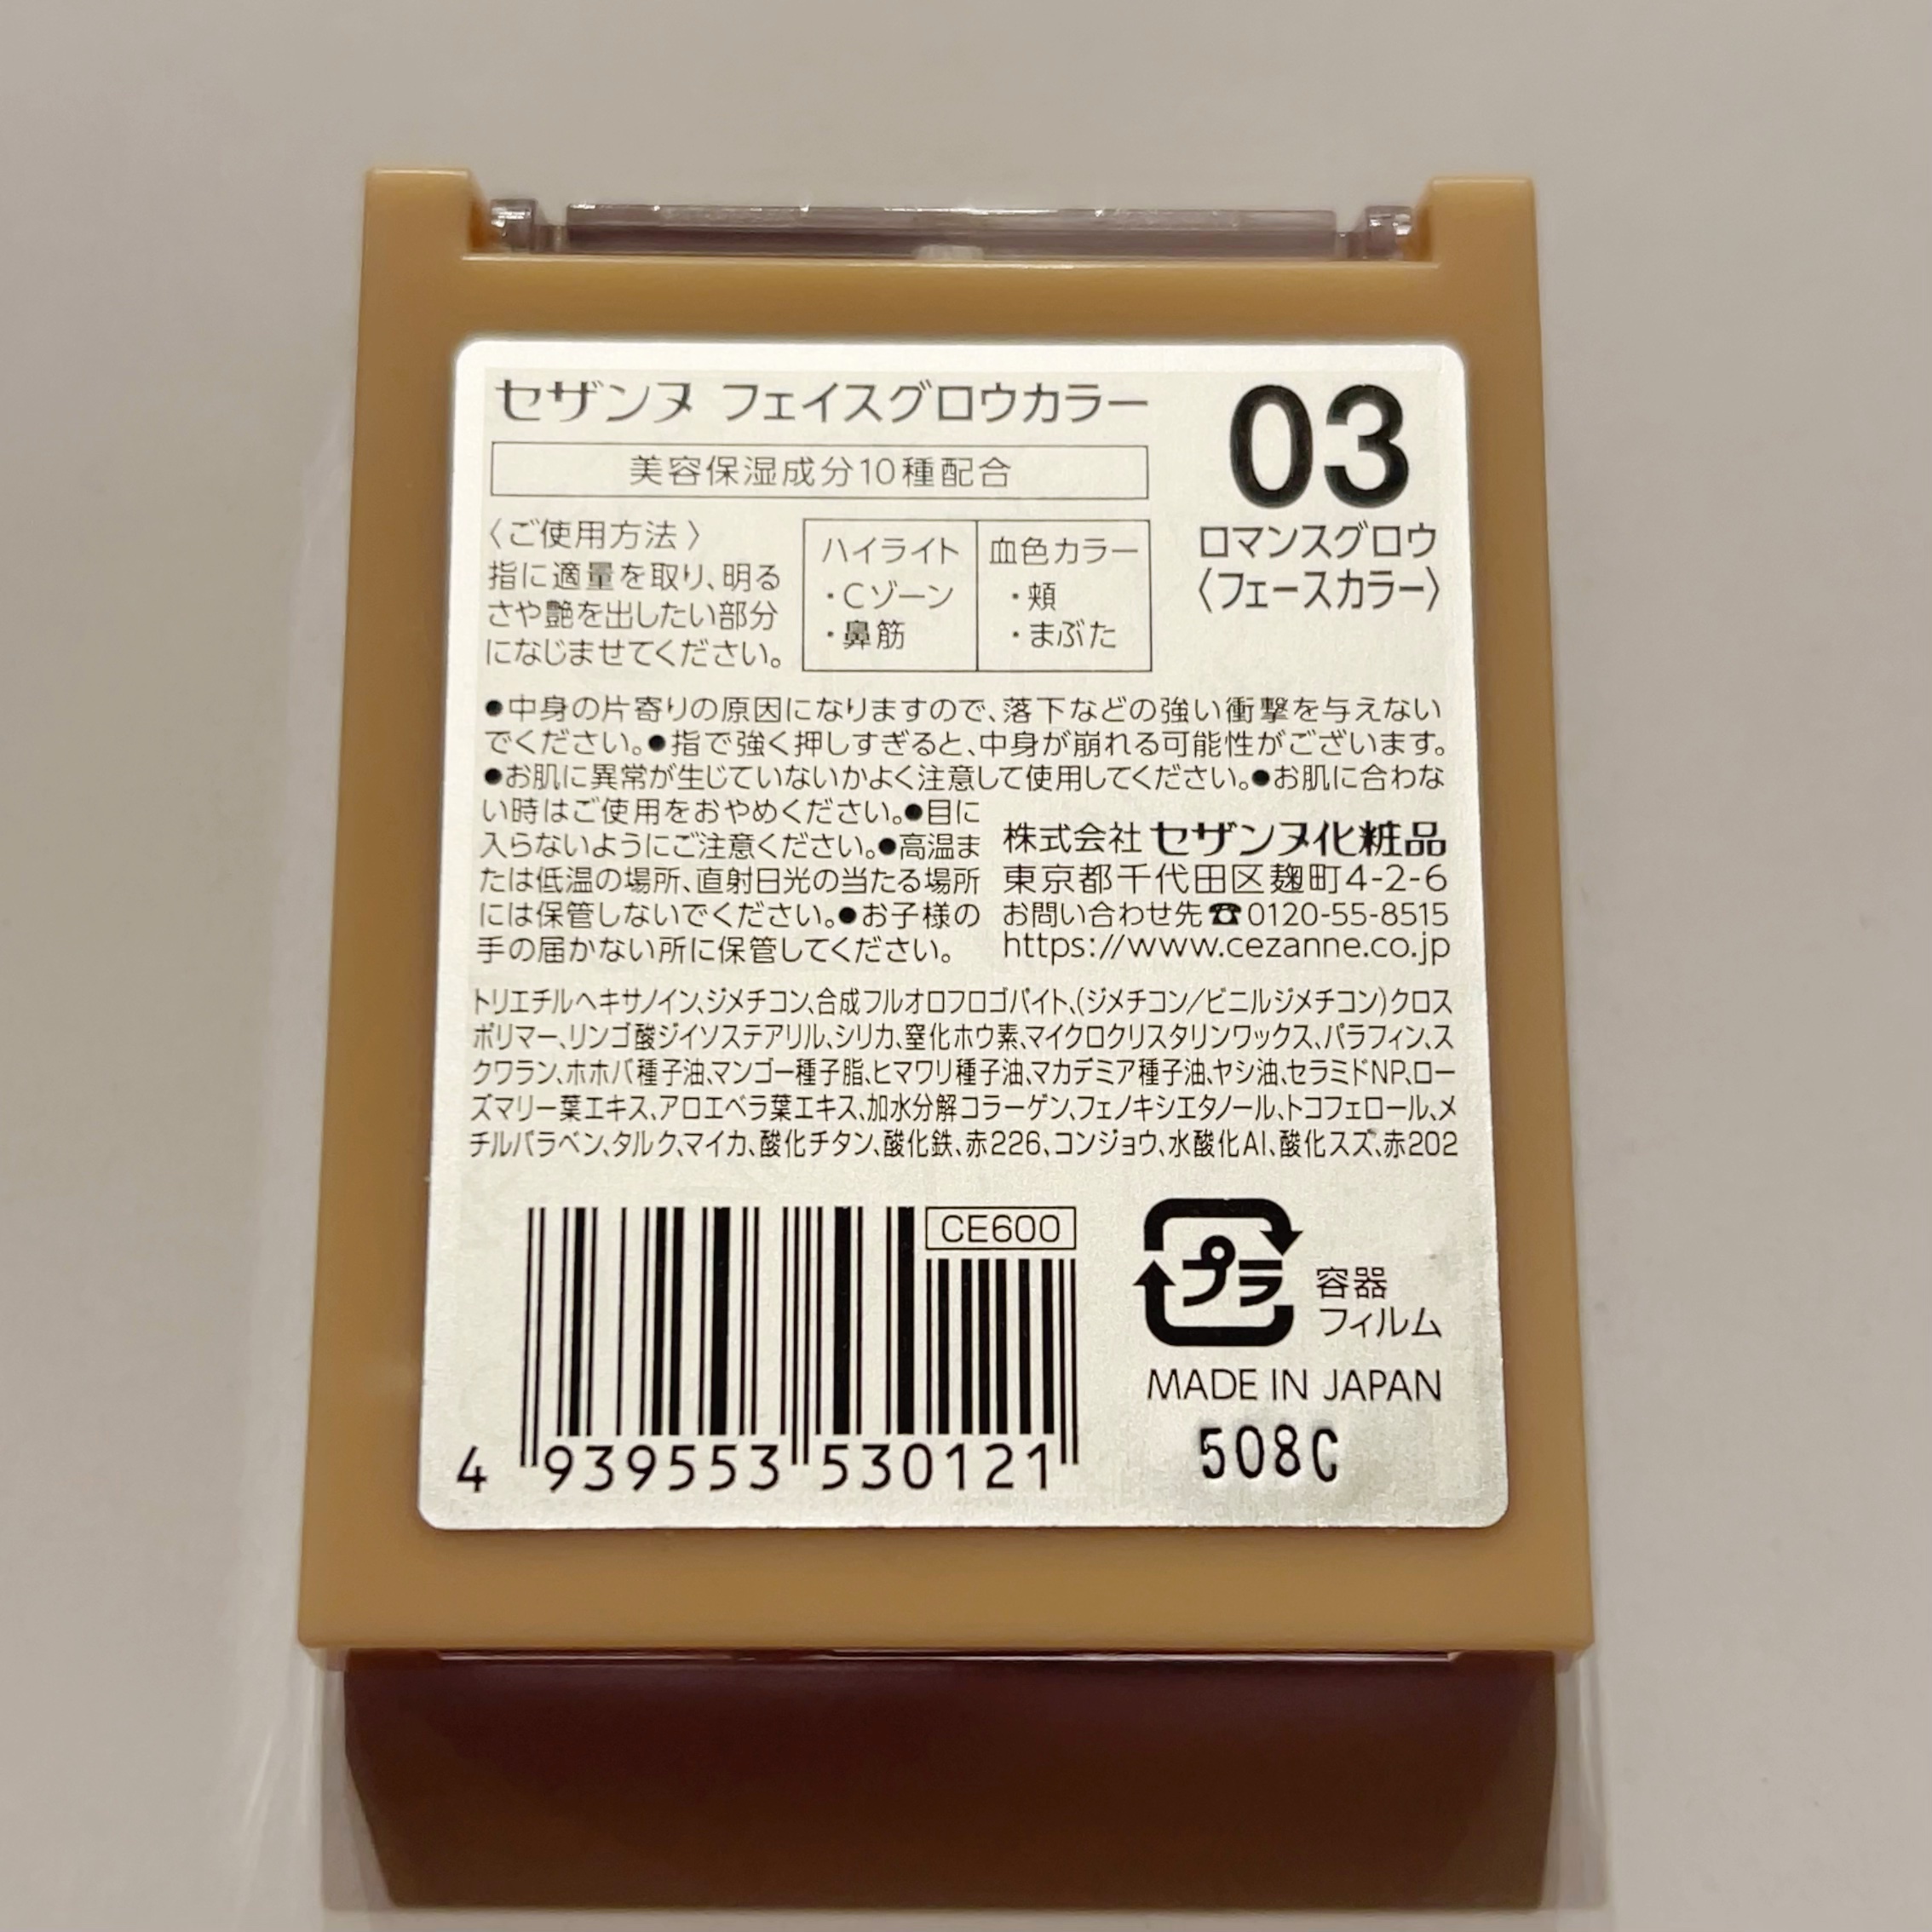 セザンヌ フェイスグロウカラー
美容保湿成分10種配合
03
ロマンスグロウ
〈フェースカラー〉
〈ご使用方法〉
指に適量を取り、明る
さや艶を出したい部分
になじませてください。
ハイライト
・Cゾーン
・鼻筋
血色カラー
・頬
・まぶた
●中身の片寄りの原因になりますので、落下などの強い衝撃を与えない
でください。●指で強く押しすぎると、中身が崩れる可能性がございます。
●お肌に異常が生じていないかよく注意して使用してください。●お肌に合わな
い時はご使用をおやめください。●目に
入らないようにご注意ください。●高温ま
たは低温の場所、直射日光の当たる場所
には保管しないでください。●お子様の
手の届かない所に保管してください。
株式会社 セザンヌ化粧品
東京都千代田区麹町4-2-6
お問い合わせ先☎0120-55-8515
https://www.cezanne.co.jp
トリエチルヘキサノイン、ジメチコン、合成フルオロフロゴパイト、(ジメチコン/ビニルジメチコン)クロス
ポリマー、リンゴ酸ジイソステアリル、シリカ、窒化ホウ素、マイクロクリスタリンワックス、パラフィン、ス
クワラン、ホホバ種子油、マンゴー種子脂、ヒマワリ種子油、マカデミア種子油、ヤシ油、セラミドNP、ロー
ズマリー葉エキス、アロエベラ葉エキス、加水分解コラーゲン、フェノキシエタノール、トコフェロール、メ
チルパラベン、タルク、マイカ、酸化チタン、酸化鉄、赤226、コンジョウ、水酸化Al、酸化スズ、赤202
CE600
4 939553 530121
プラ
容器
フィルム
MADE IN JAPAN
508C